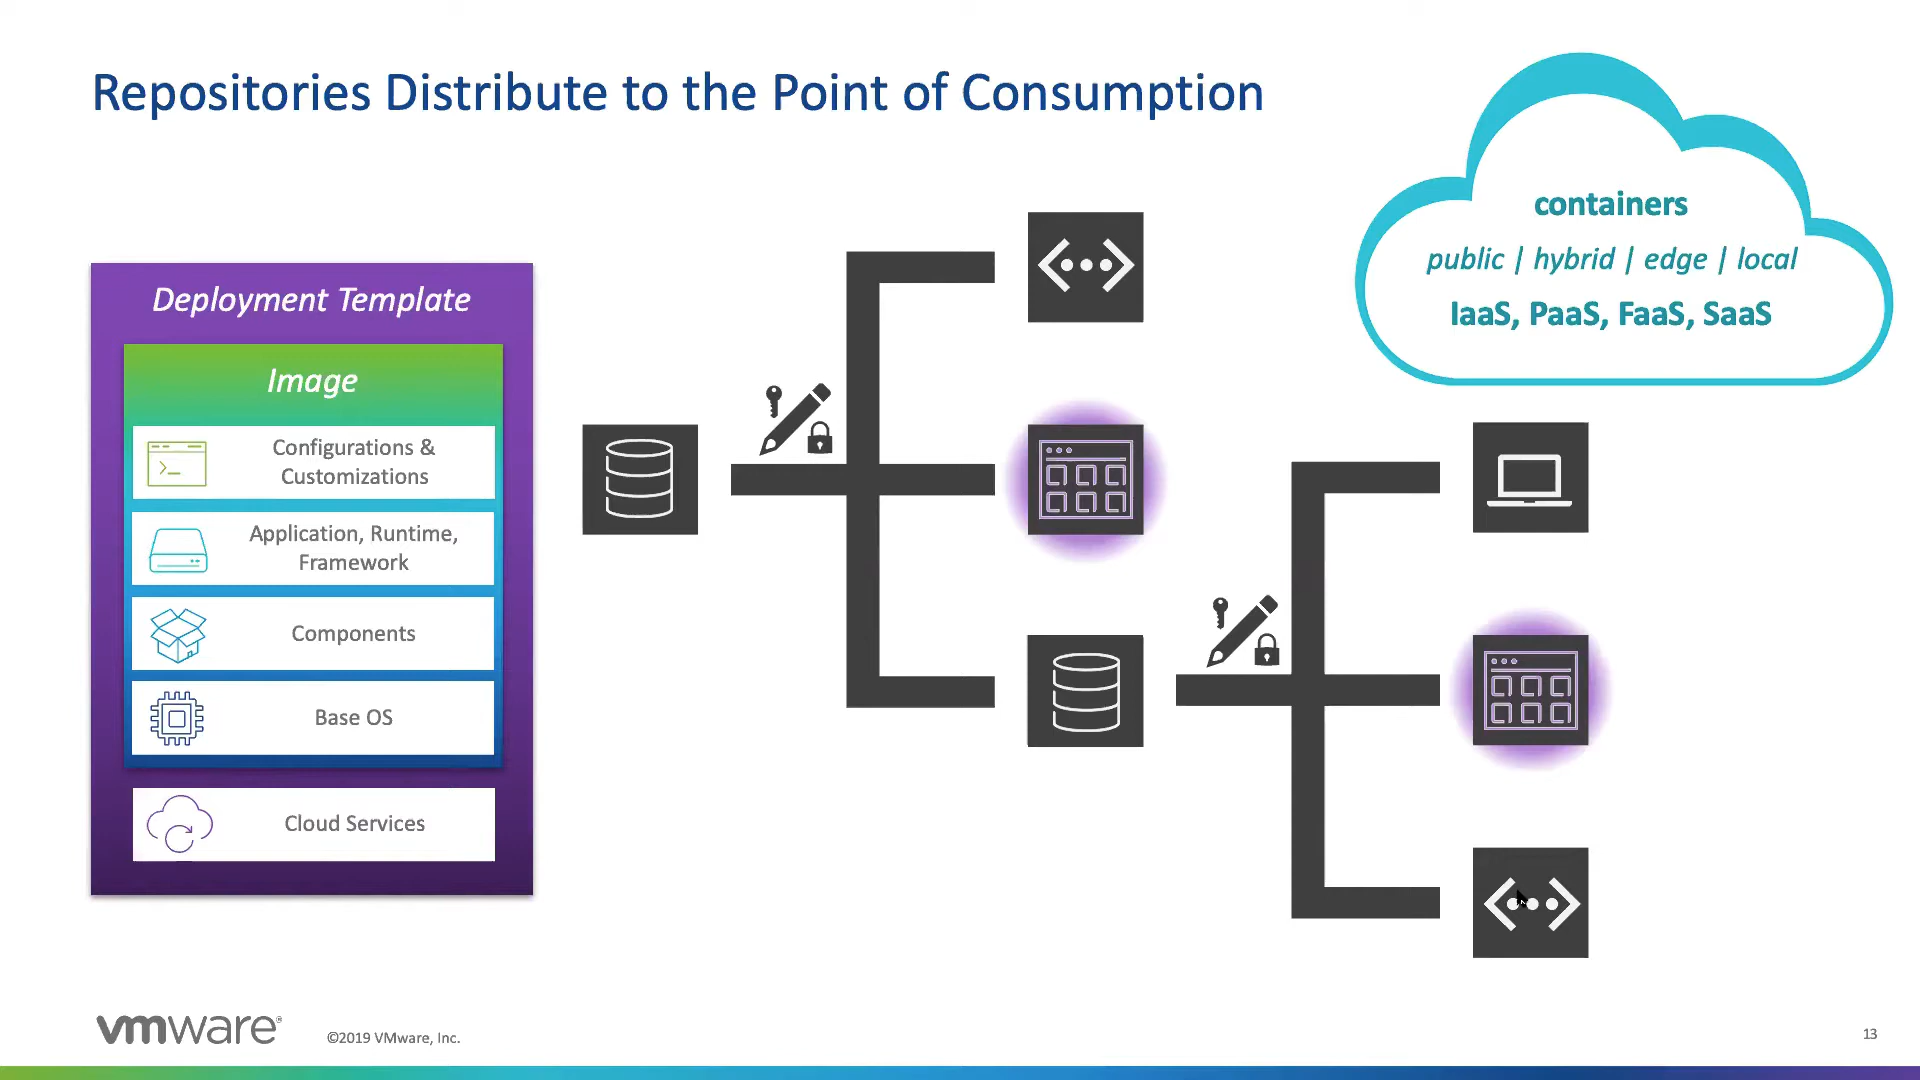 Repositories Distribute to the Point of Consumption
containers
public | hybrid | edge | local
IaaS, PaaS, FaaS, SaaS
Deployment Template
Image
Configurations &
Customizations
Application, Runtime,
Framework
Components
Base OS
Cloud Services
vmware®
©2019 VMware, Inc.
13